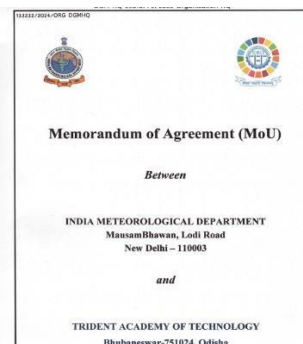 133233/2024/ORG DGMHQ
Memorandum of Agreement (MoU)
Between
INDIA METEOROLOGICAL DEPARTMENT
MausamBhawan, Lodi Road
New Delhi – 110003
and
TRIDENT ACADEMY OF TECHNOLOGY
Bhubaneswar-751024, Odisha